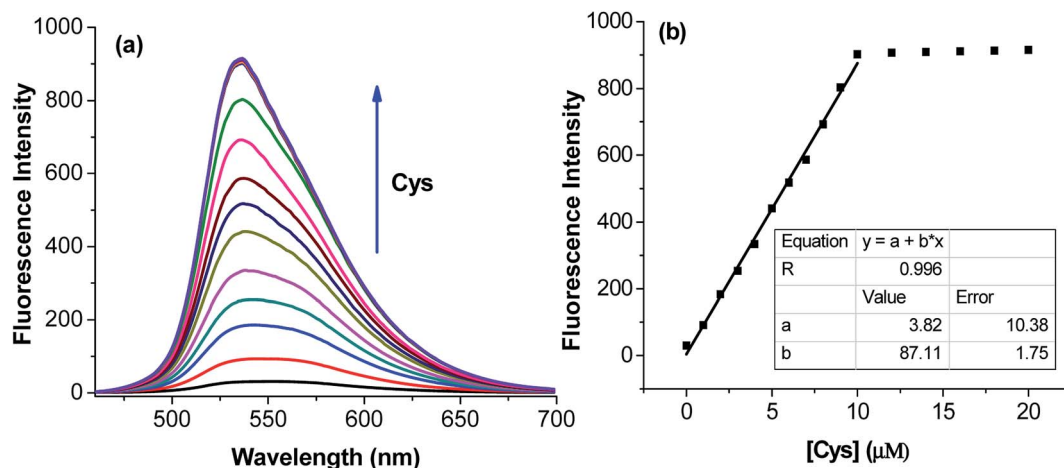 (a)
1000
800
600
400
200
0
Fluorescence Intensity
Cys
500 550 600 650 700
Wavelength (nm)
(b)
1000
800
600
400
200
0
Fluorescence Intensity
Equation y = a + b*x
R 0.996
Value Error
a 3.82 10.38
b 87.11 1.75
0 5 10 15 20
[Cys] (μM)